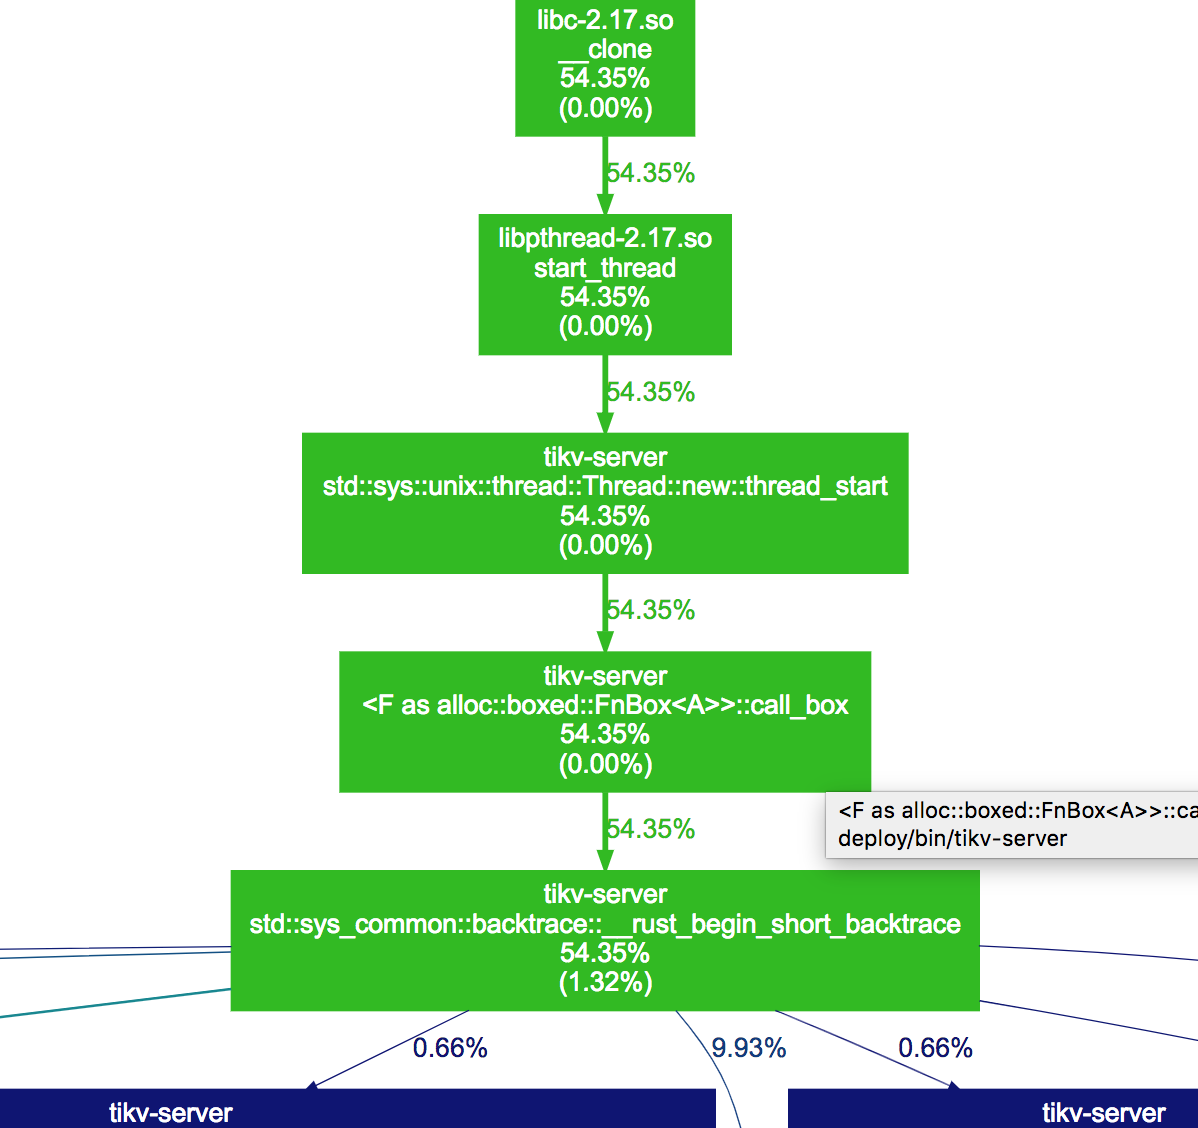 libc-2.17.so
__clone
54.35%
(0.00%)
54.35%
libpthread-2.17.so
start_thread
54.35%
(0.00%)
54.35%
tikv-server
std::sys::unix::thread::Thread::new::thread_start
54.35%
(0.00%)
54.35%
tikv-server
<F as alloc::boxed::FnBox<A>>::call_box
54.35%
(0.00%)
<F as alloc::boxed::FnBox<A>>::ca
deploy/bin/tikv-server
54.35%
tikv-server
std::sys_common::backtrace::__rust_begin_short_backtrace
54.35%
(1.32%)
0.66%
9.93%
0.66%
tikv-server
tikv-server